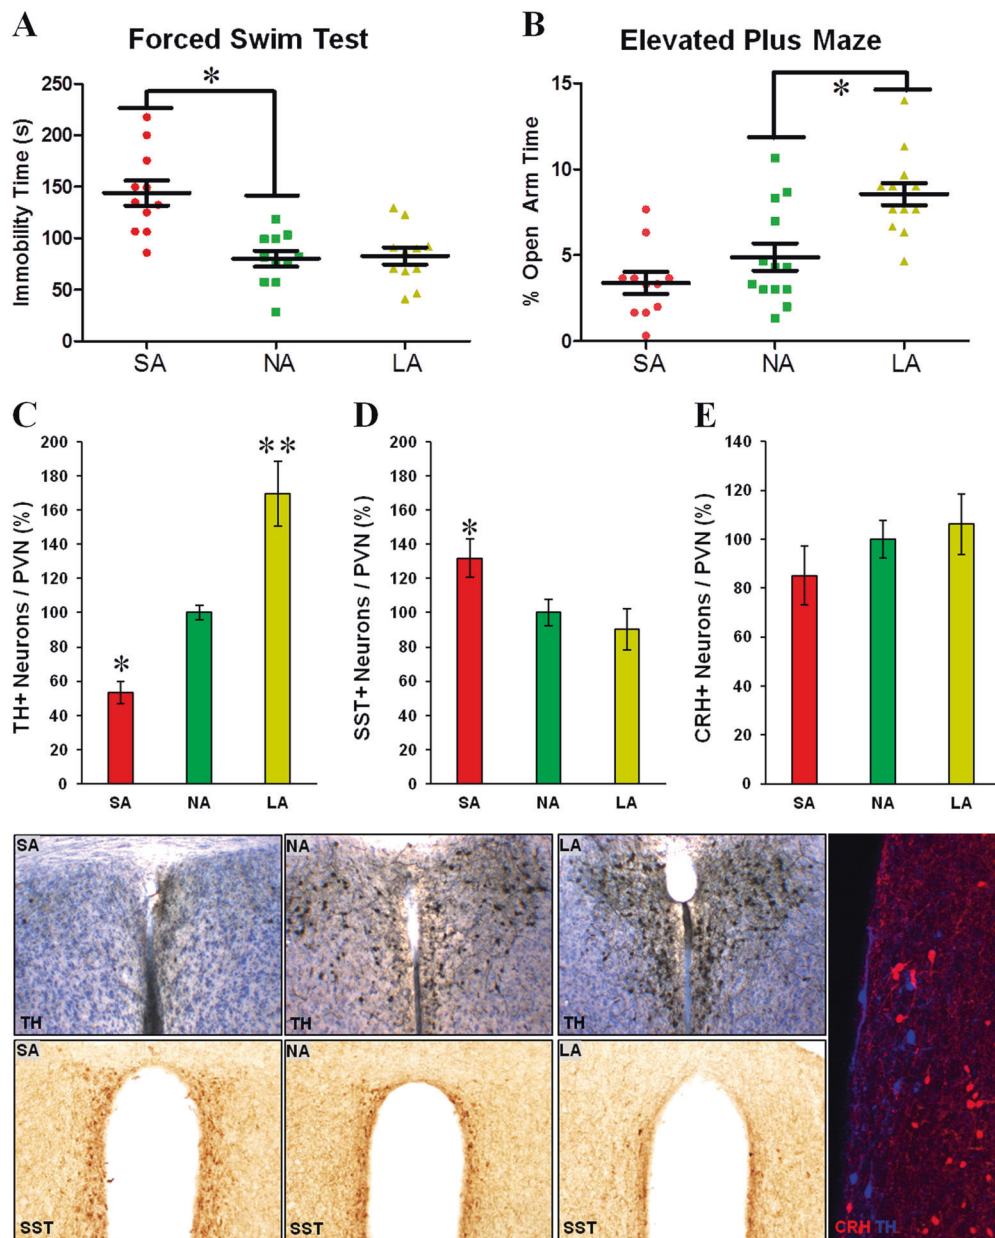 A
Forced Swim Test
Immobility Time (s)
250
200
150
100
50
0
*
SA
NA
LA
B
Elevated Plus Maze
% Open Arm Time
15
10
5
0
*
SA
NA
LA
C
TH+ Neurons / PVN (%)
200
180
160
140
120
100
80
60
40
20
0
*
**
SA
NA
LA
D
SST+ Neurons / PVN (%)
200
180
160
140
120
100
80
60
40
20
0
*
SA
NA
LA
E
CRH+ Neurons / PVN (%)
140
120
100
80
60
40
20
0
SA
NA
LA
SA
TH
NA
TH
LA
TH
SA
SST
NA
SST
LA
SST
CRH TH